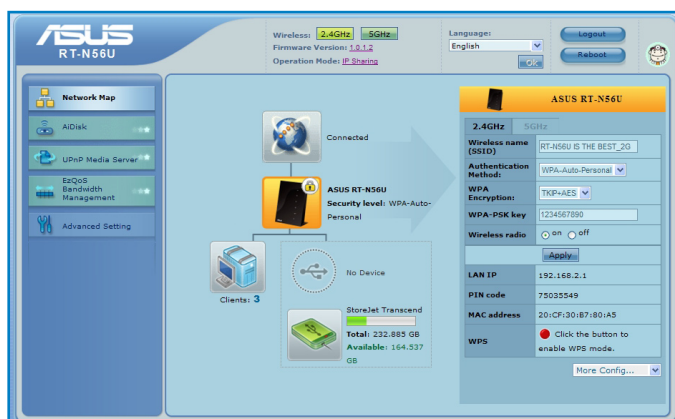 ASUS
RT-N56U
Wireless: 2.4GHz 5GHz
Firmware Version: 1.0.1.2
Operation Mode: IP Sharing
Language:
English
OK
Logout
Reboot
Network Map
AiDisk
UPnP Media Server
EzQoS
Bandwidth
Management
Advanced Setting
Connected
ASUS RT-N56U
Security level: WPA-Auto-
Personal
Clients: 3
No Device
StoreJet Transcend
Total: 232.885 GB
Available: 164.537
GB
ASUS RT-N56U
2.4GHz 5GHz
Wireless name
(SSID) RT-N56U IS THE BEST_2G
Authentication
Method: WPA-Auto-Personal
WPA
Encryption: TKIP+AES
WPA-PSK key 1234567890
Wireless radio on off
Apply
LAN IP 192.168.2.1
PIN code 75035549
MAC address 20:CF:30:B7:80:A5
WPS Click the button to
enable WPS mode.
More Config...